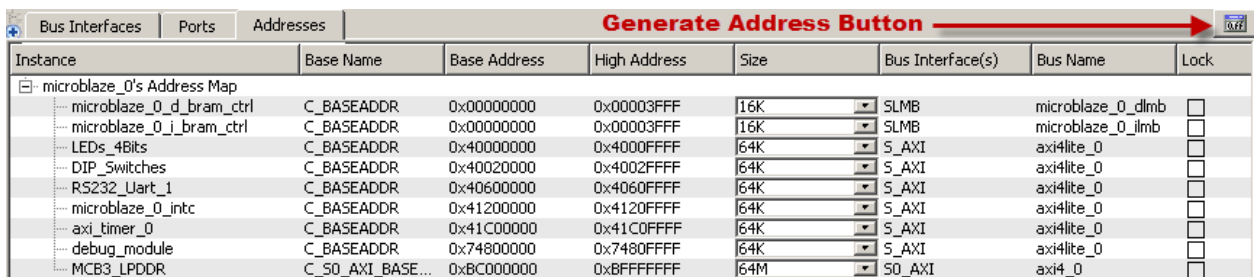 Bus Interfaces Ports Addresses Generate Address Button
Instance Base Name Base Address High Address Size Bus Interface(s) Bus Name Lock
microblaze_0's Address Map
microblaze_0_d_bram_ctrl C_BASEADDR 0x00000000 0x00003FFF 16K SLMB microblaze_0_dlmb
microblaze_0_i_bram_ctrl C_BASEADDR 0x00000000 0x00003FFF 16K SLMB microblaze_0_ilmb
LEDs_4Bits C_BASEADDR 0x40000000 0x4000FFFF 64K S_AXI axi4lite_0
DIP_Switches C_BASEADDR 0x40020000 0x4002FFFF 64K S_AXI axi4lite_0
RS232_Uart_1 C_BASEADDR 0x40600000 0x4060FFFF 64K S_AXI axi4lite_0
microblaze_0_intc C_BASEADDR 0x41200000 0x4120FFFF 64K S_AXI axi4lite_0
axi_timer_0 C_BASEADDR 0x41C00000 0x41C0FFFF 64K S_AXI axi4lite_0
debug_module C_BASEADDR 0x74800000 0x7480FFFF 64K S_AXI axi4lite_0
MCB3_LPDDR C_S0_AXI_BASE... 0xBC000000 0xBFFFFFFF 64M S0_AXI axi4_0